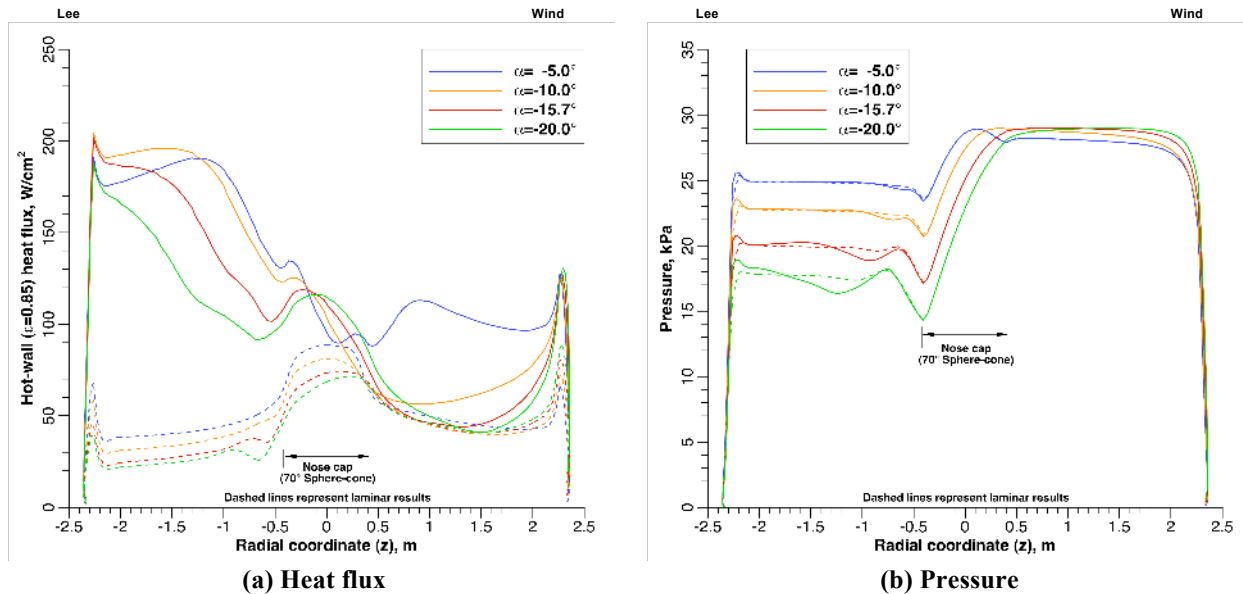 Lee
Wind
250
200
150
100
50
0
Hot-wall (ε=0.85) heat flux, W/cm²
α= -5.0°
α=-10.0°
α=-15.7°
α=-20.0°
Nose cap
(70° Sphere-cone)
Dashed lines represent laminar results
-2.5 -2 -1.5 -1 -0.5 0 0.5 1 1.5 2 2.5
Radial coordinate (z), m
(a) Heat flux
Lee
Wind
35
30
25
20
15
10
5
0
Pressure, kPa
α= -5.0°
α=-10.0°
α=-15.7°
α=-20.0°
Nose cap
(70° Sphere-cone)
Dashed lines represent laminar results
-2.5 -2 -1.5 -1 -0.5 0 0.5 1 1.5 2 2.5
Radial coordinate (z), m
(b) Pressure